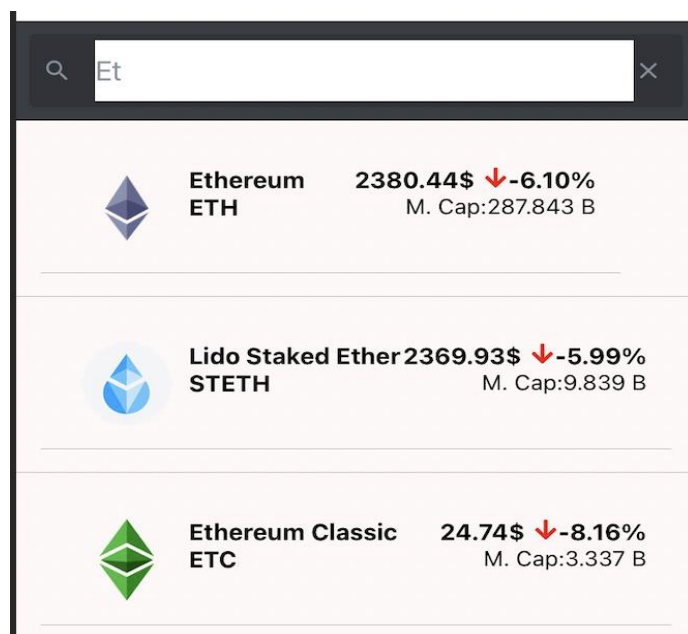 Et
Ethereum 2380.44$ ↓-6.10%
ETH M. Cap:287.843 B
Lido Staked Ether 2369.93$ ↓-5.99%
STETH M. Cap:9.839 B
Ethereum Classic 24.74$ ↓-8.16%
ETC M. Cap:3.337 B